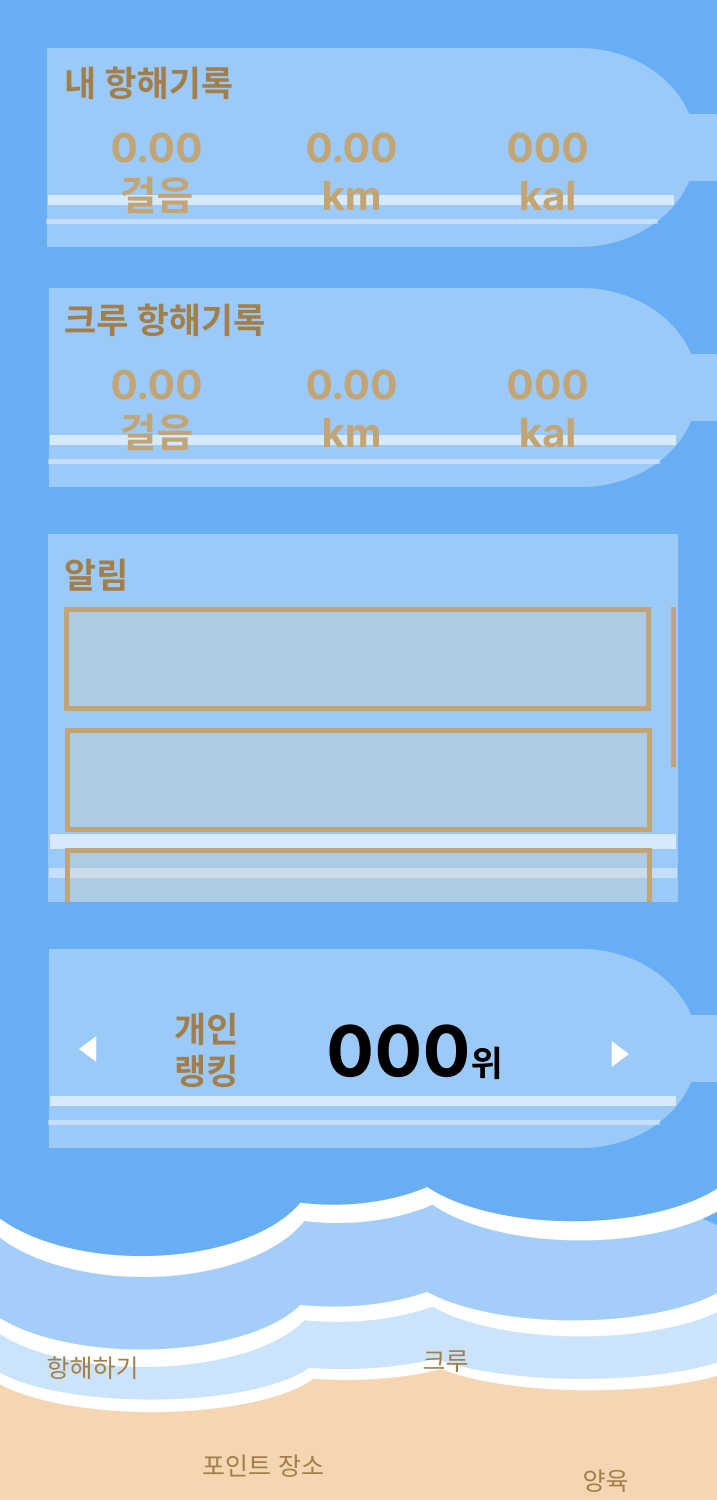 내 항해기록
0.00 0.00 000
걸음 km kal
크루 항해기록
0.00 0.00 000
걸음 km kal
알림
개인
랭킹
000위
항해하기
크루
포인트 장소
양육